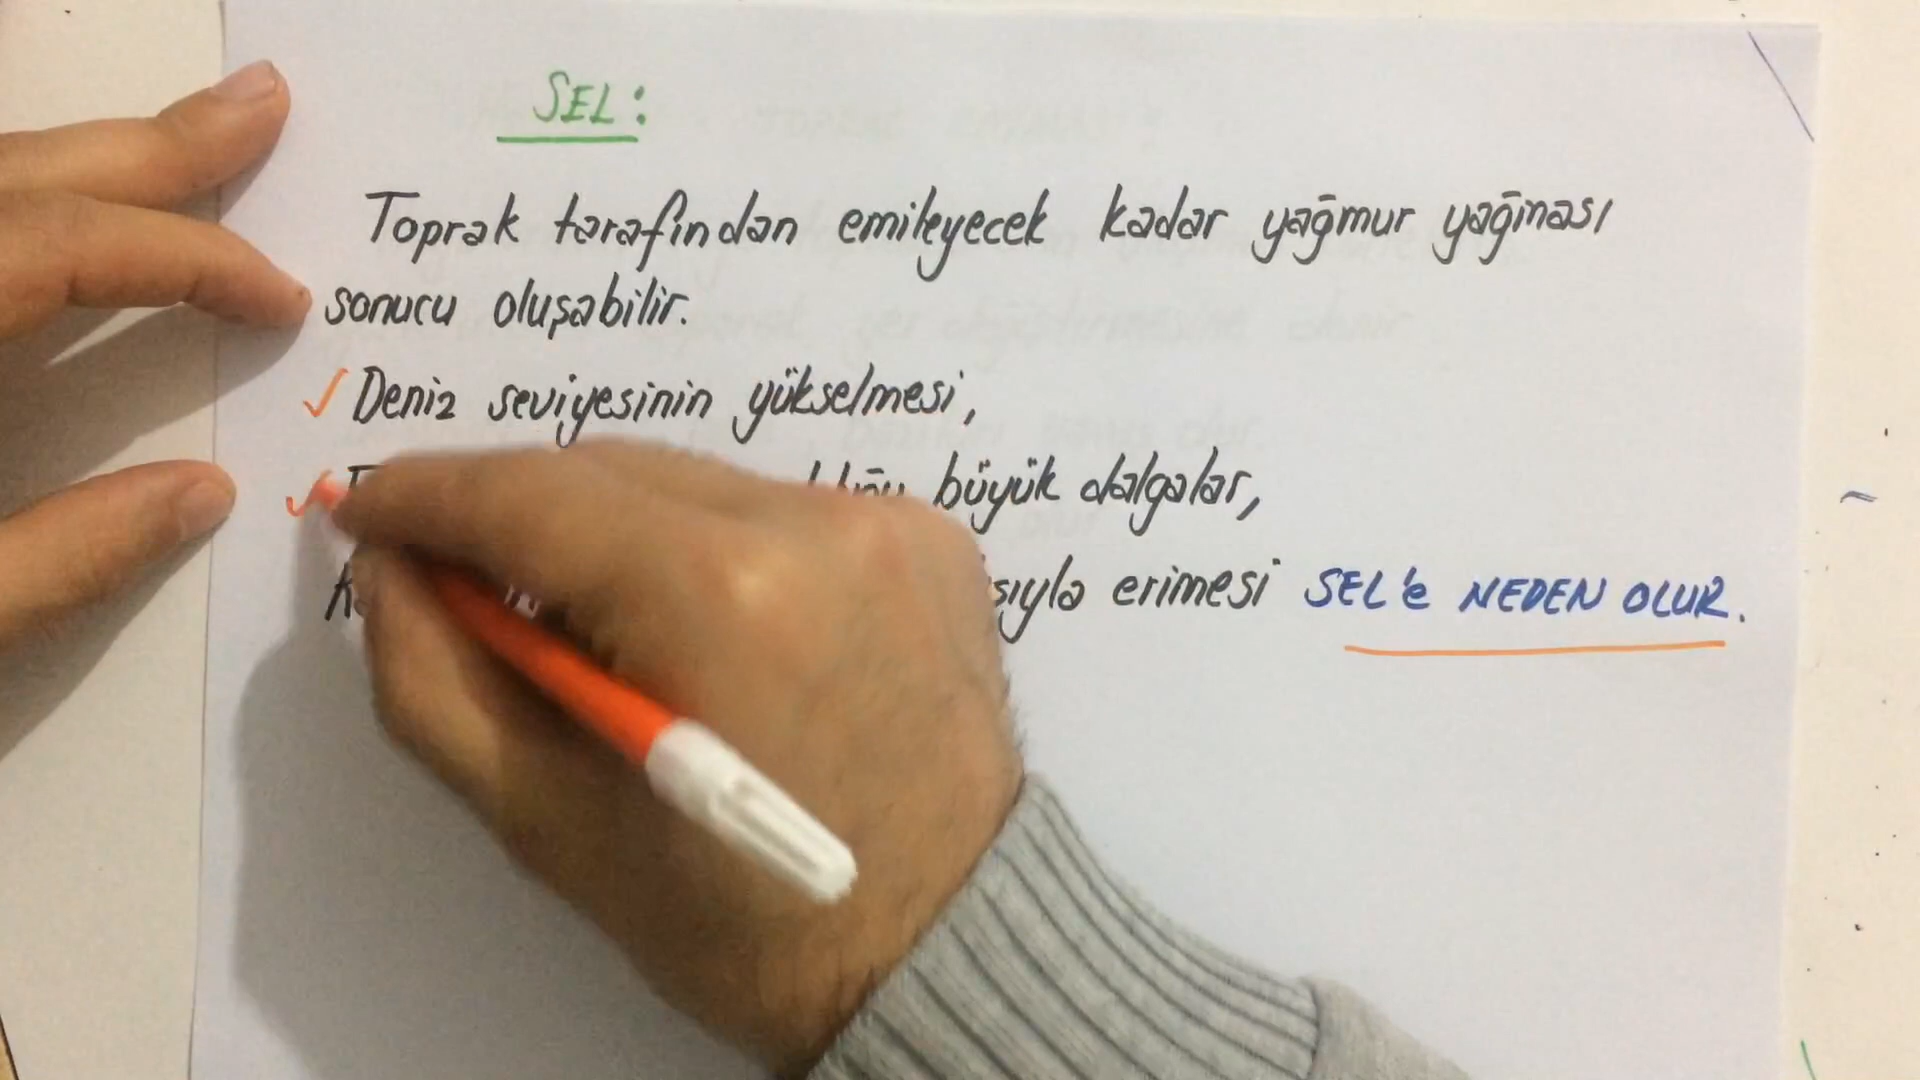 SEL:
Toprak tarafından emileyecek kadar yağmur yağması
sonucu oluşabilir.
✓ Deniz seviyesinin yükselmesi,
büyük dalgalar,
erimesi SEL'e NEDEN OLUR.